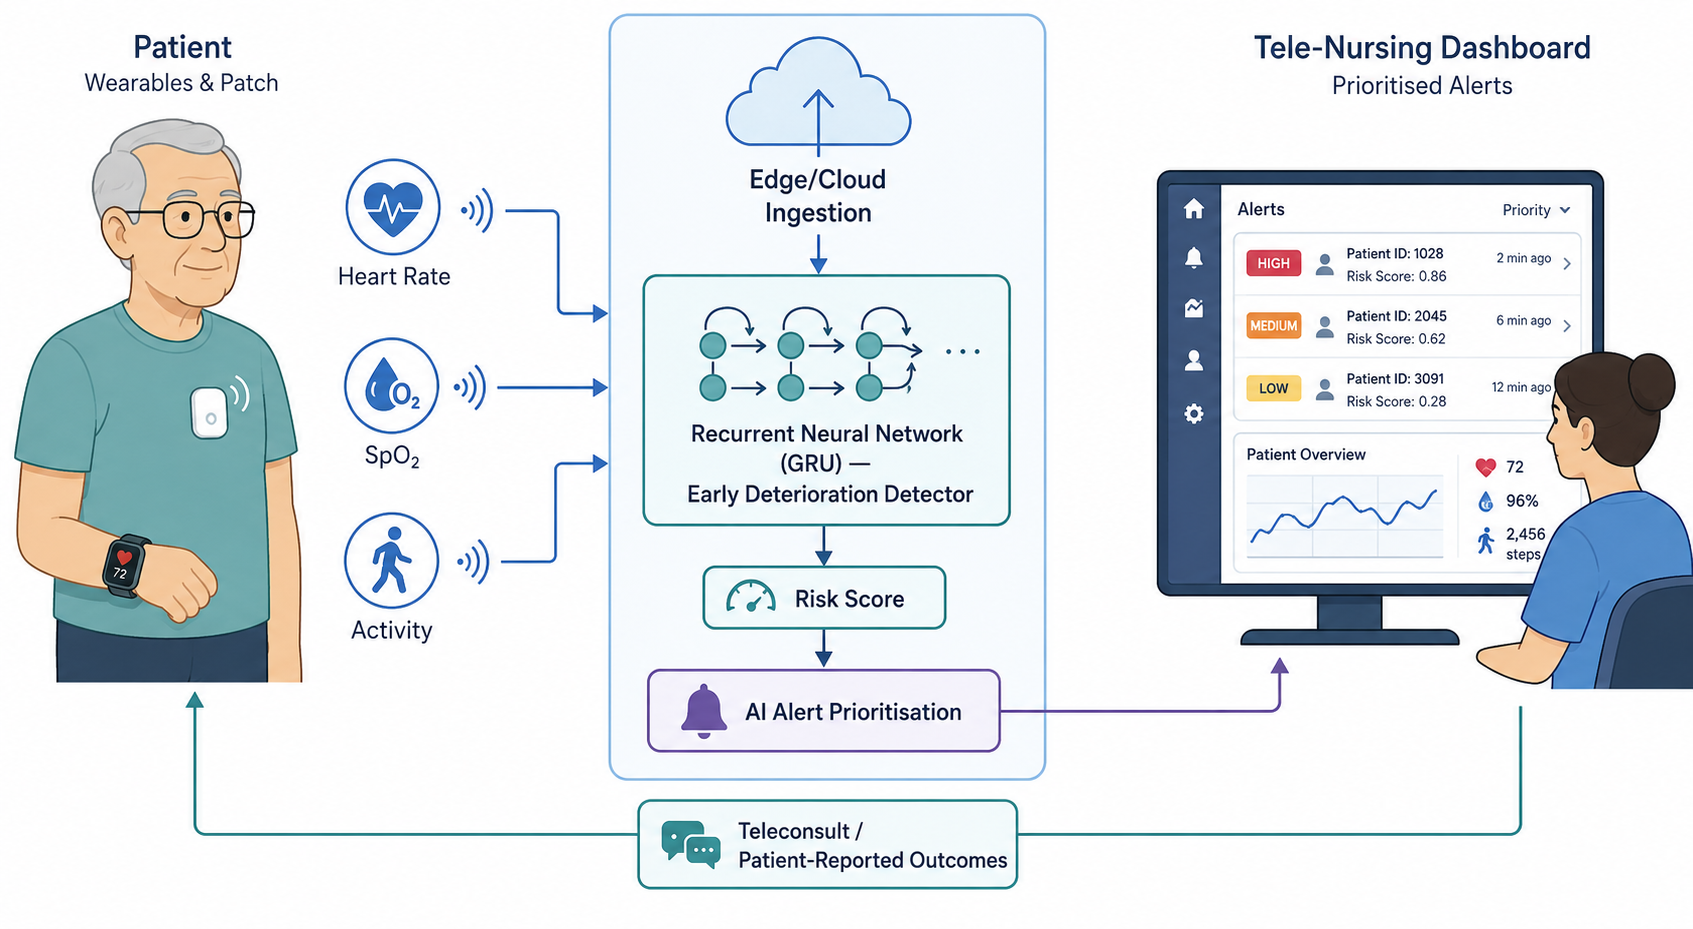 Patient
Wearables & Patch
72
Heart Rate
O₂
SpO₂
Activity
Edge/Cloud
Ingestion
Recurrent Neural Network
(GRU) —
Early Deterioration Detector
Risk Score
AI Alert Prioritisation
Teleconsult /
Patient-Reported Outcomes
Tele-Nursing Dashboard
Prioritised Alerts
Alerts
Priority
HIGH
Patient ID: 1028
2 min ago
Risk Score: 0.86
MEDIUM
Patient ID: 2045
6 min ago
Risk Score: 0.62
LOW
Patient ID: 3091
12 min ago
Risk Score: 0.28
Patient Overview
72
96%
2,456
steps